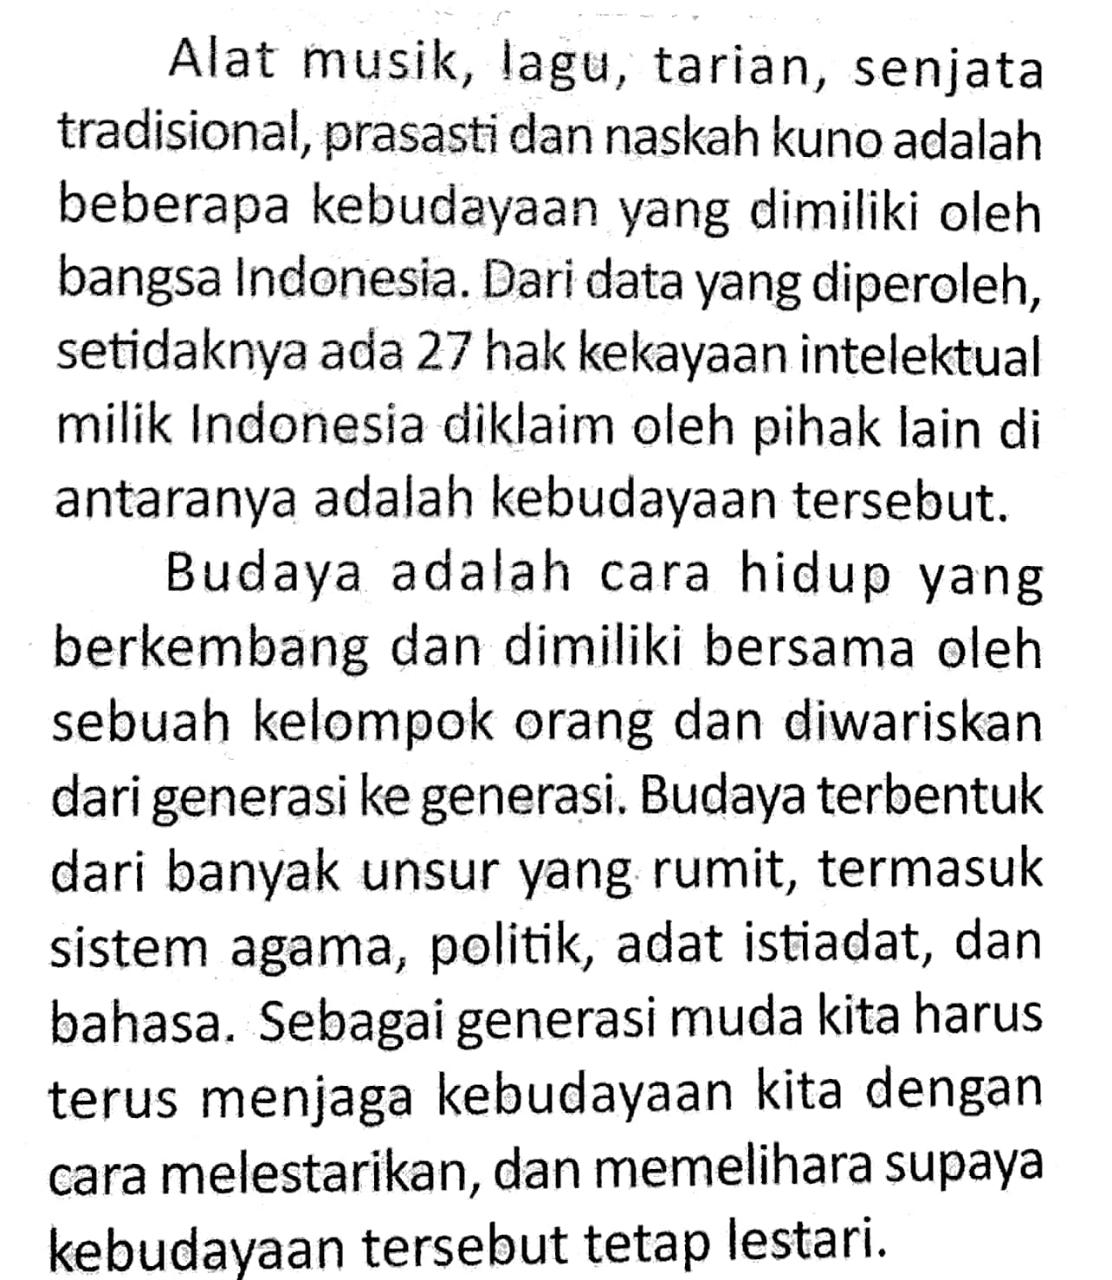 Alat musik, lagu, tarian, senjata
tradisional, prasasti dan naskah kuno adalah
beberapa kebudayaan yang dimiliki oleh
bangsa Indonesia. Dari data yang diperoleh,
setidaknya ada 27 hak kekayaan intelektual
milik Indonesia diklaim oleh pihak lain di
antaranya adalah kebudayaan tersebut.
Budaya adalah cara hidup yang
berkembang dan dimiliki bersama oleh
sebuah kelompok orang dan diwariskan
dari generasi ke generasi. Budaya terbentuk
dari banyak unsur yang rumit, termasuk
sistem agama, politik, adat istiadat, dan
bahasa. Sebagai generasi muda kita harus
terus menjaga kebudayaan kita dengan
cara melestarikan, dan memelihara supaya
kebudayaan tersebut tetap lestari.